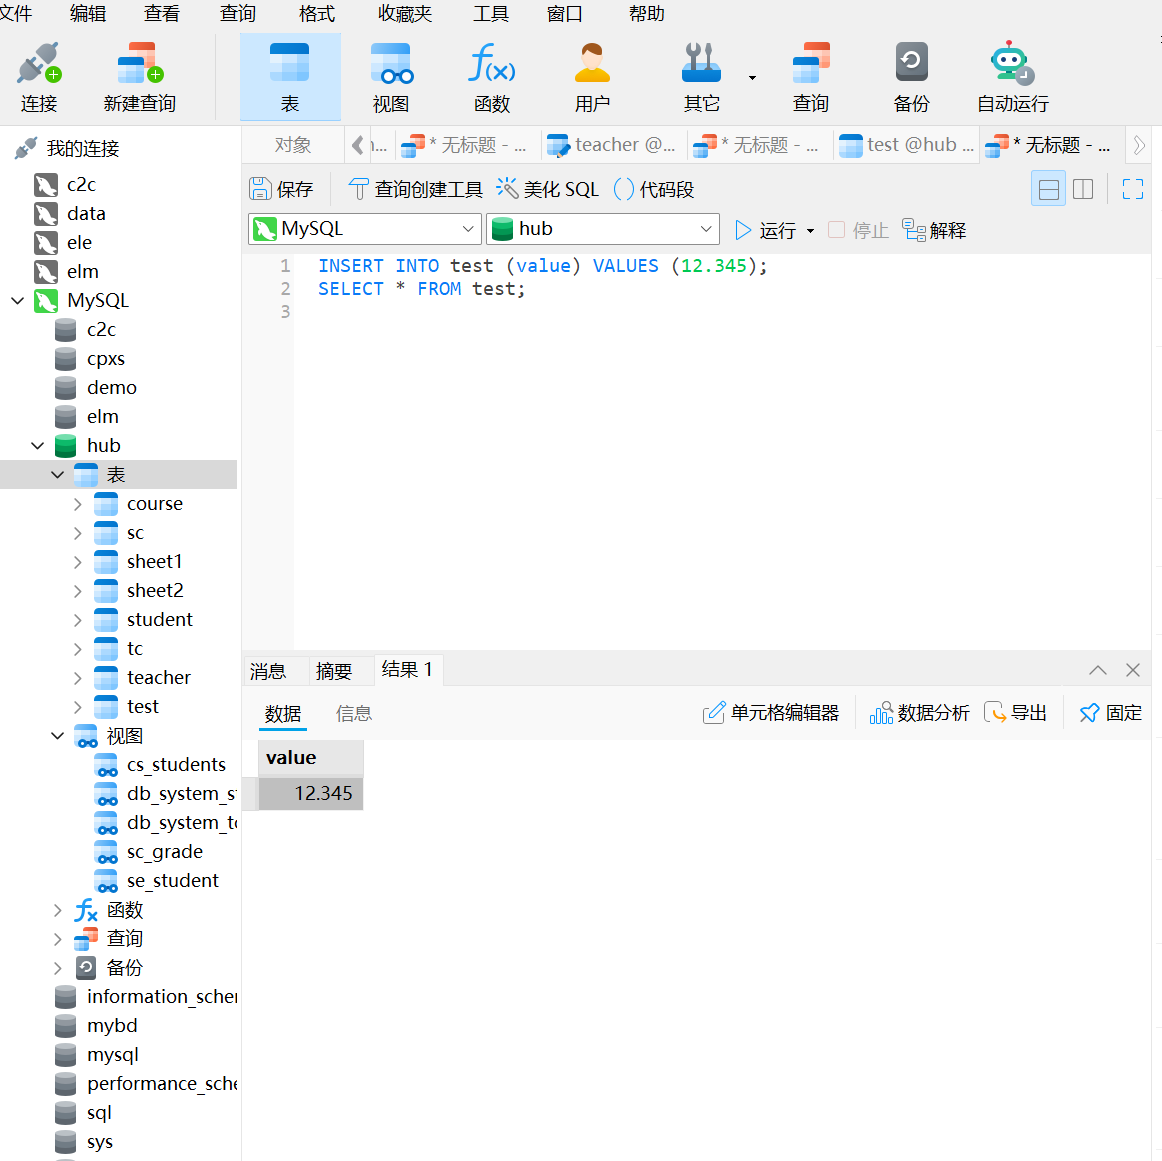 文件 编辑 查看 查询 格式 收藏夹 工具 窗口 帮助
连接 新建查询 表 视图 函数 用户 其它 查询 备份 自动运行
我的连接
c2c
data
ele
elm
MySQL
c2c
cpxs
demo
elm
hub
表
course
sc
sheet1
sheet2
student
tc
teacher
test
视图
cs_students
db_system_s
db_system_t
sc_grade
se_student
函数
查询
备份
information_scher
mybd
mysql
performance_sche
sql
sys
对象 ... * 无标题 - ... teacher @... * 无标题 - ... test @hub ... * 无标题 - ...
保存 查询创建工具 美化 SQL () 代码段
MySQL hub 运行 停止 解释
1 INSERT INTO test (value) VALUES (12.345);
2 SELECT * FROM test;
3
消息 摘要 结果 1
数据 信息 单元格编辑器 数据分析 导出 固定
value
12.345